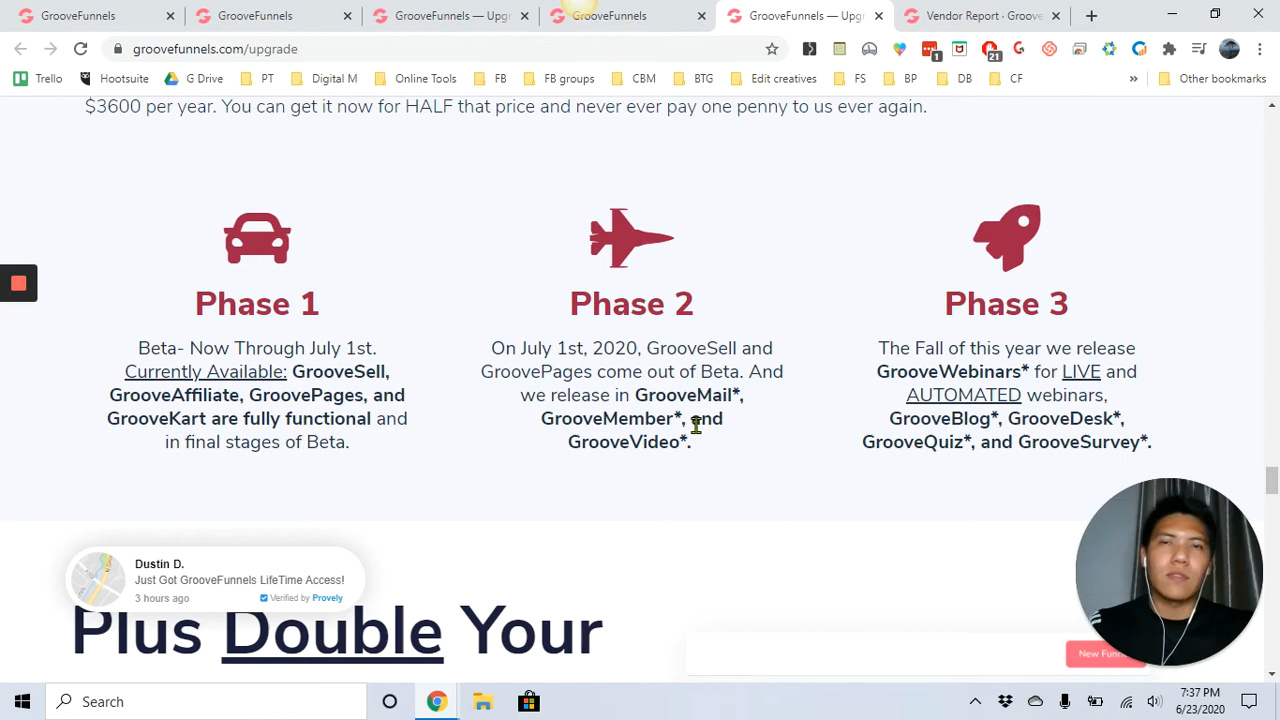 GrooveFunnels
GrooveFunnels
GrooveFunnels — Upg
GrooveFunnels
GrooveFunnels — Upg
Vendor Report · Groove
groovefunnels.com/upgrade
1
21
Trello
Hootsuite
G Drive
PT
Digital M
Online Tools
FB
FB groups
CBM
BTG
Edit creatives
FS
BP
DB
CF
Other bookmarks
$3600 per year. You can get it now for HALF that price and never ever pay one penny to us ever again.
Phase 1
Beta- Now Through July 1st.
Currently Available: GrooveSell,
GrooveAffiliate, GroovePages, and
GrooveKart are fully functional and
in final stages of Beta.
Phase 2
On July 1st, 2020, GrooveSell and
GroovePages come out of Beta. And
we release in GrooveMail*,
GrooveMember*, and
GrooveVideo*.
Phase 3
The Fall of this year we release
GrooveWebinars* for LIVE and
AUTOMATED webinars,
GrooveBlog*, GrooveDesk*,
GrooveQuiz*, and GrooveSurvey*.
Dustin D.
Just Got GrooveFunnels LifeTime Access!
3 hours ago
Verified by Provely
Plus Double Your
New Funn
Search
7:37 PM
6/23/2020